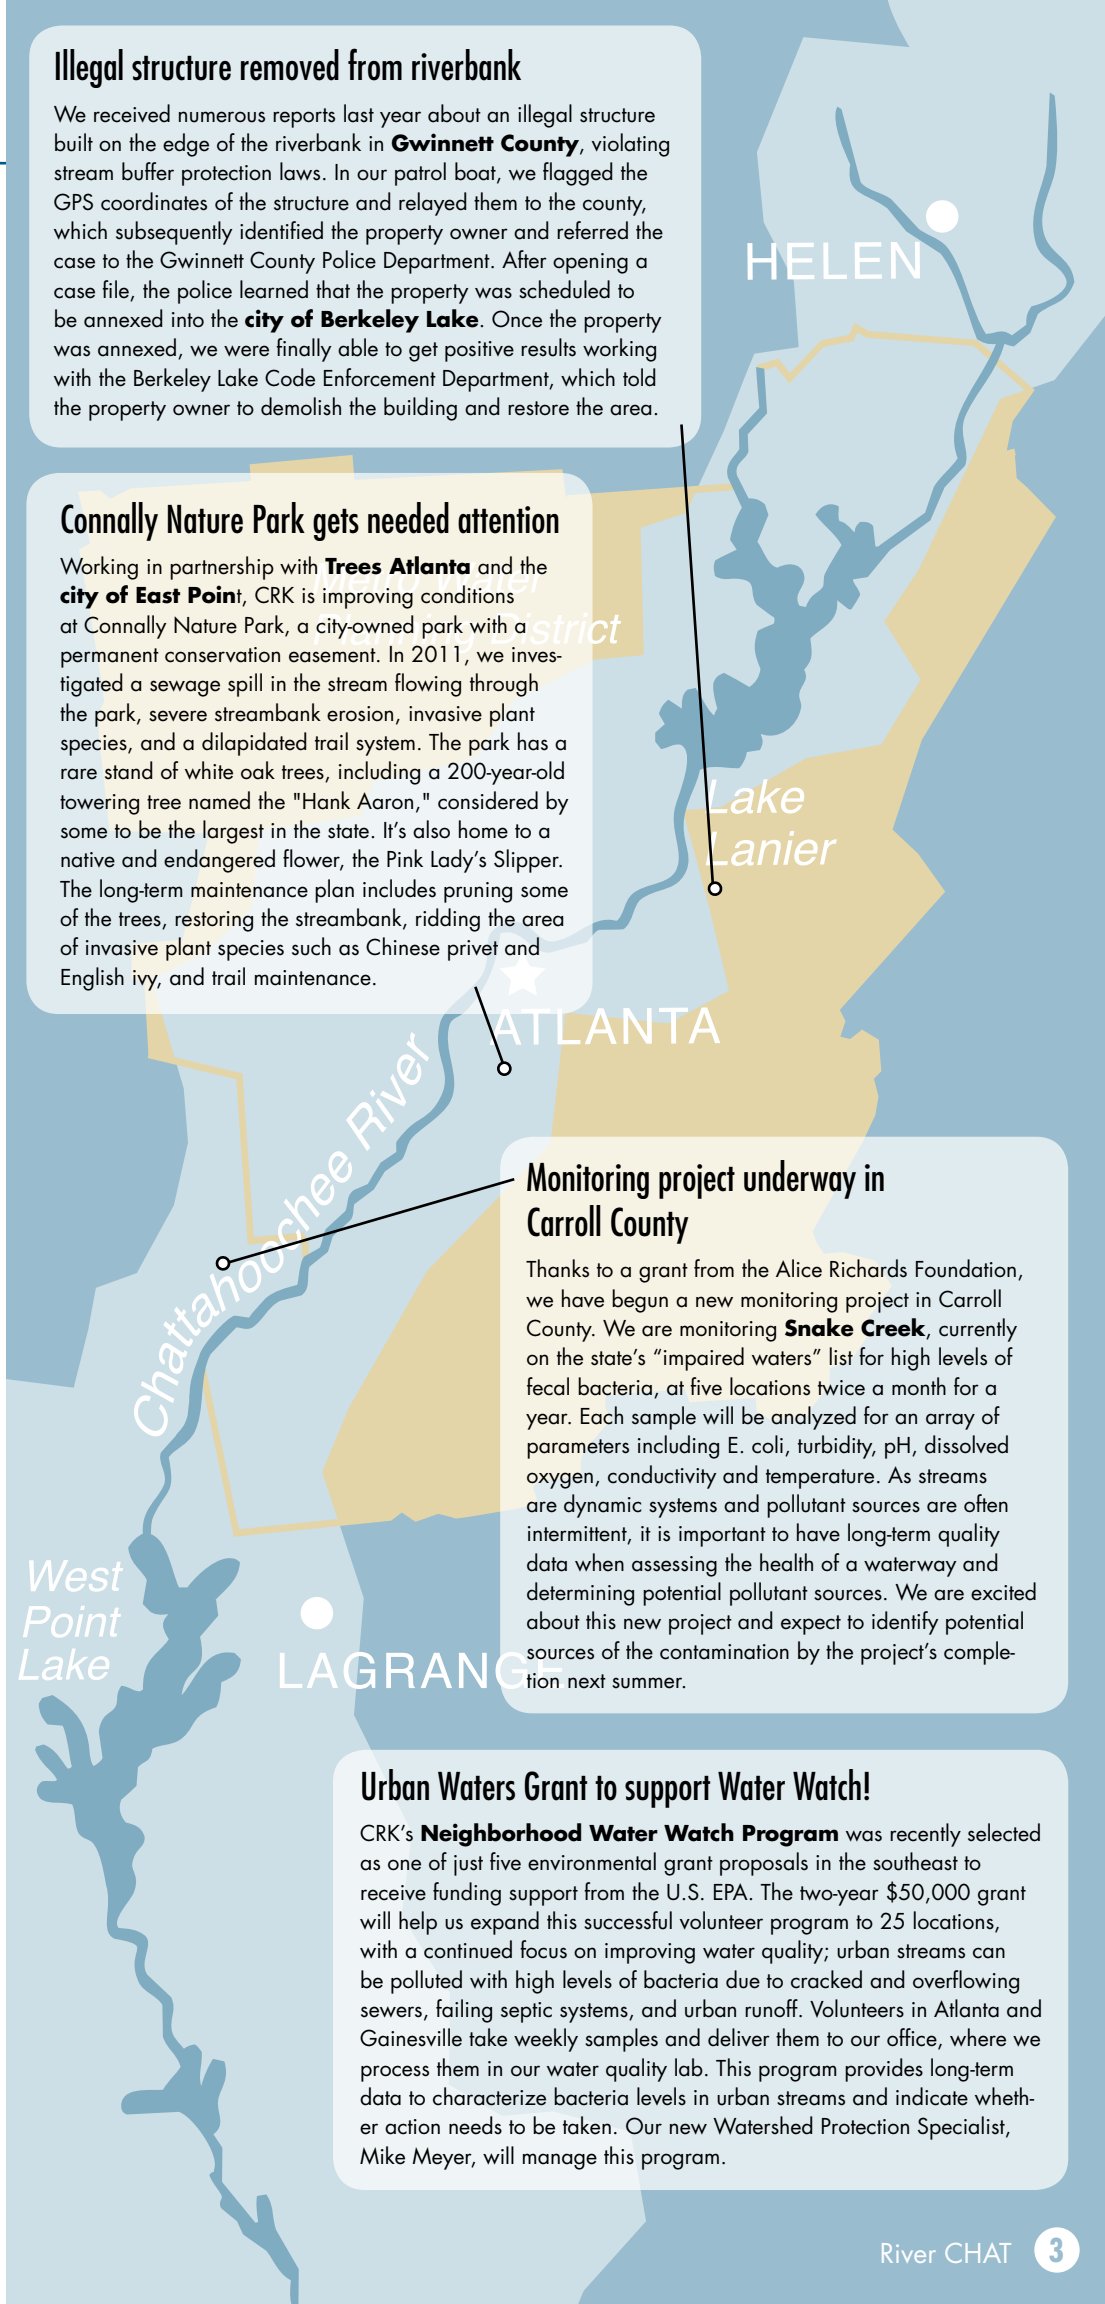 Illegal structure removed from riverbank
We received numerous reports last year about an illegal structure
built on the edge of the riverbank in Gwinnett County, violating
stream buffer protection laws. In our patrol boat, we flagged the
GPS coordinates of the structure and relayed them to the county,
which subsequently identified the property owner and referred the
case to the Gwinnett County Police Department. After opening a
case file, the police learned that the property was scheduled to
be annexed into the city of Berkeley Lake. Once the property
was annexed, we were finally able to get positive results working
with the Berkeley Lake Code Enforcement Department, which told
the property owner to demolish the building and restore the area.
HELEN
Connally Nature Park gets needed attention
Working in partnership with Trees Atlanta and the
city of East Point, CRK is improving conditions
at Connally Nature Park, a city-owned park with a
permanent conservation easement. In 2011, we inves-
tigated a sewage spill in the stream flowing through
the park, severe streambank erosion, invasive plant
species, and a dilapidated trail system. The park has a
rare stand of white oak trees, including a 200-year-old
towering tree named the "Hank Aaron," considered by
some to be the largest in the state. It's also home to a
native and endangered flower, the Pink Lady's Slipper.
The long-term maintenance plan includes pruning some
of the trees, restoring the streambank, ridding the area
of invasive plant species such as Chinese privet and
English ivy, and trail maintenance.
Metro Water
Planning District
Lake
Lanier
ATLANTA
Chattahoochee River
Monitoring project underway in
Carroll County
Thanks to a grant from the Alice Richards Foundation,
we have begun a new monitoring project in Carroll
County. We are monitoring Snake Creek, currently
on the state's “impaired waters” list for high levels of
fecal bacteria, at five locations twice a month for a
year. Each sample will be analyzed for an array of
parameters including E. coli, turbidity, pH, dissolved
oxygen, conductivity and temperature. As streams
are dynamic systems and pollutant sources are often
intermittent, it is important to have long-term quality
data when assessing the health of a waterway and
determining potential pollutant sources. We are excited
about this new project and expect to identify potential
sources of the contamination by the project's comple-
tion next summer.
West
Point
Lake
LAGRANGE
Urban Waters Grant to support Water Watch!
CRK's Neighborhood Water Watch Program was recently selected
as one of just five environmental grant proposals in the southeast to
receive funding support from the U.S. EPA. The two-year $50,000 grant
will help us expand this successful volunteer program to 25 locations,
with a continued focus on improving water quality; urban streams can
be polluted with high levels of bacteria due to cracked and overflowing
sewers, failing septic systems, and urban runoff. Volunteers in Atlanta and
Gainesville take weekly samples and deliver them to our office, where we
process them in our water quality lab. This program provides long-term
data to characterize bacteria levels in urban streams and indicate wheth-
er action needs to be taken. Our new Watershed Protection Specialist,
Mike Meyer, will manage this program.
River CHAT 3